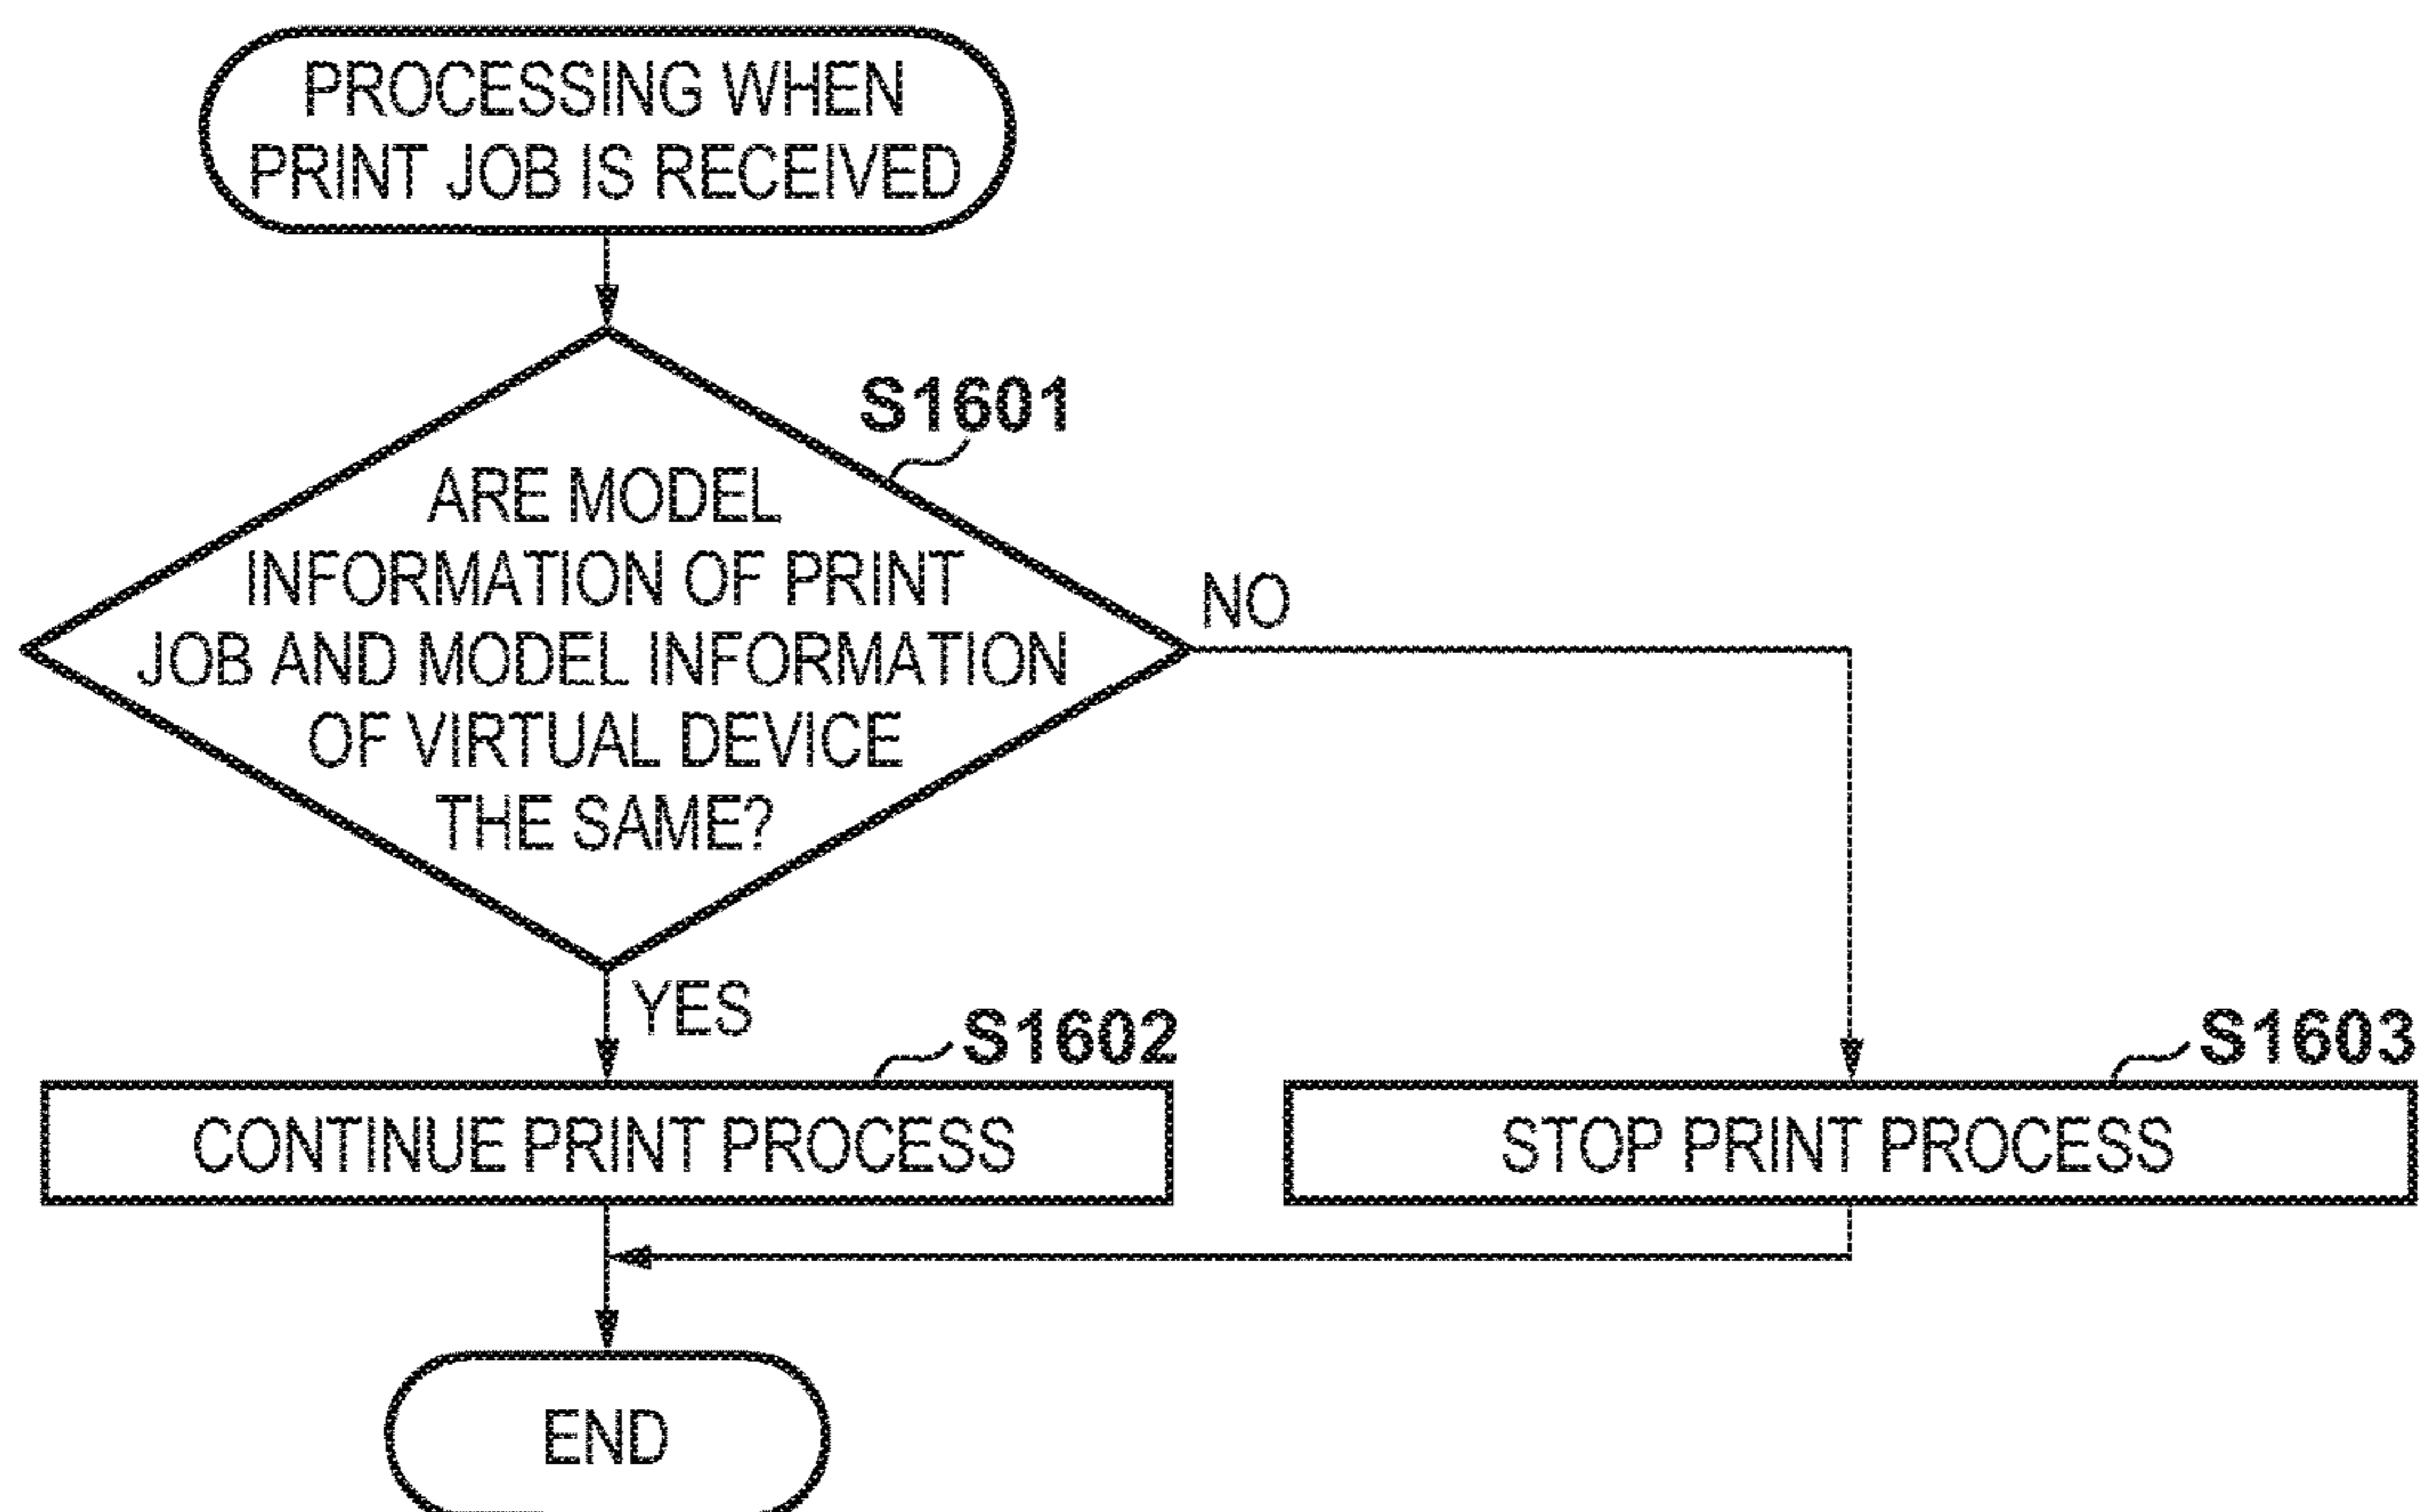 PROCESSING WHEN
PRINT JOB IS RECEIVED
S1601
ARE MODEL
INFORMATION OF PRINT
JOB AND MODEL INFORMATION
OF VIRTUAL DEVICE
THE SAME?
NO
YES
S1602
CONTINUE PRINT PROCESS
S1603
STOP PRINT PROCESS
END